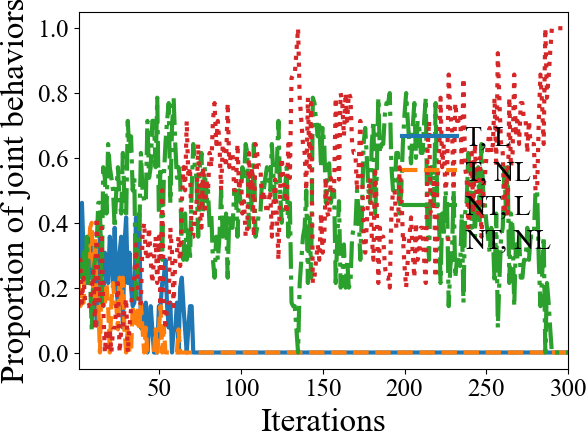 Proportion of joint behaviors
1.0
0.8
0.6
0.4
0.2
0.0
T, L
T, NL
NT, L
NT, NL
50
100
150
200
250
300
Iterations